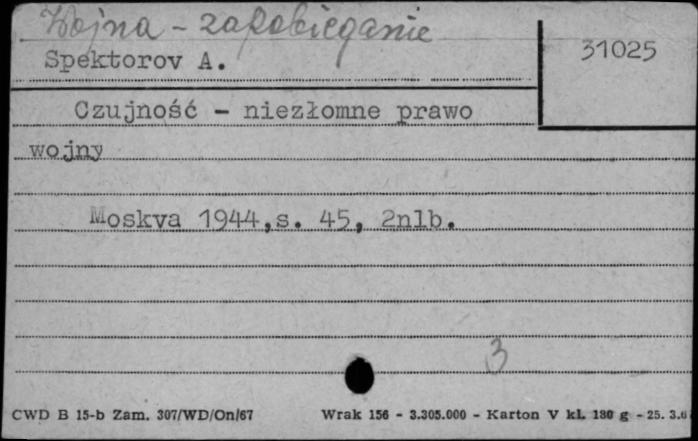 Wojna - zapobieganie
Spektorov A.
31025
Czujność - niezłomne prawo
wojny
Moskva 1944,s. 45, 2nlb.
3
CWD B 15-b Zam. 307/WD/On/67
Wrak 156 - 3.305.000 - Karton V kl. 180 g - 25. 3.6